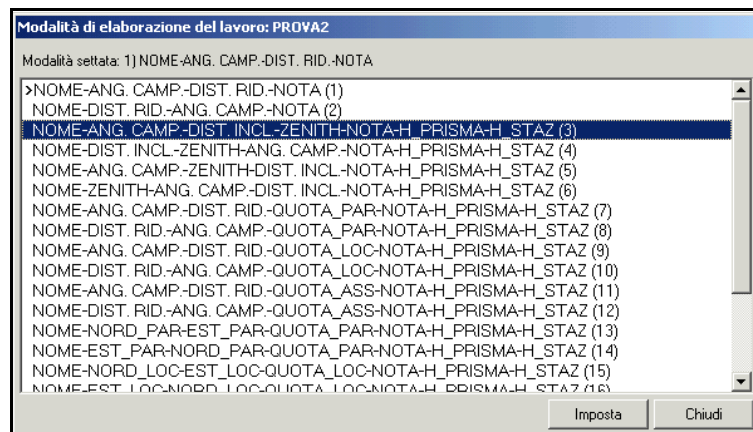 Modalità di elaborazione del lavoro: PROVA2
Modalità settata: 1) NOME-ANG. CAMP.-DIST. RID.-NOTA
>NOME-ANG. CAMP.-DIST. RID.-NOTA (1)
NOME-DIST. RID.-ANG. CAMP.-NOTA (2)
NOME-ANG. CAMP.-DIST. INCL.-ZENITH-NOTA-H_PRISMA-H_STAZ (3)
NOME-DIST. INCL.-ZENITH-ANG. CAMP.-NOTA-H_PRISMA-H_STAZ (4)
NOME-ANG. CAMP.-ZENITH-DIST. INCL.-NOTA-H_PRISMA-H_STAZ (5)
NOME-ZENITH-ANG. CAMP.-DIST. INCL.-NOTA-H_PRISMA-H_STAZ (6)
NOME-ANG. CAMP.-DIST. RID.-QUOTA_PAR-NOTA-H_PRISMA-H_STAZ (7)
NOME-DIST. RID.-ANG. CAMP.-QUOTA_PAR-NOTA-H_PRISMA-H_STAZ (8)
NOME-ANG. CAMP.-DIST. RID.-QUOTA_LOC-NOTA-H_PRISMA-H_STAZ (9)
NOME-DIST. RID.-ANG. CAMP.-QUOTA_LOC-NOTA-H_PRISMA-H_STAZ (10)
NOME-ANG. CAMP.-DIST. RID.-QUOTA_ASS-NOTA-H_PRISMA-H_STAZ (11)
NOME-DIST. RID.-ANG. CAMP.-QUOTA_ASS-NOTA-H_PRISMA-H_STAZ (12)
NOME-NORD_PAR-EST_PAR-QUOTA_PAR-NOTA-H_PRISMA-H_STAZ (13)
NOME-EST_PAR-NORD_PAR-QUOTA_PAR-NOTA-H_PRISMA-H_STAZ (14)
NOME-NORD_LOC-EST_LOC-QUOTA_LOC-NOTA-H_PRISMA-H_STAZ (15)
NOME-EST_LOC-NORD_LOC-QUOTA_LOC-NOTA-H_PRISMA-H_STAZ (16)
Imposta
Chiudi